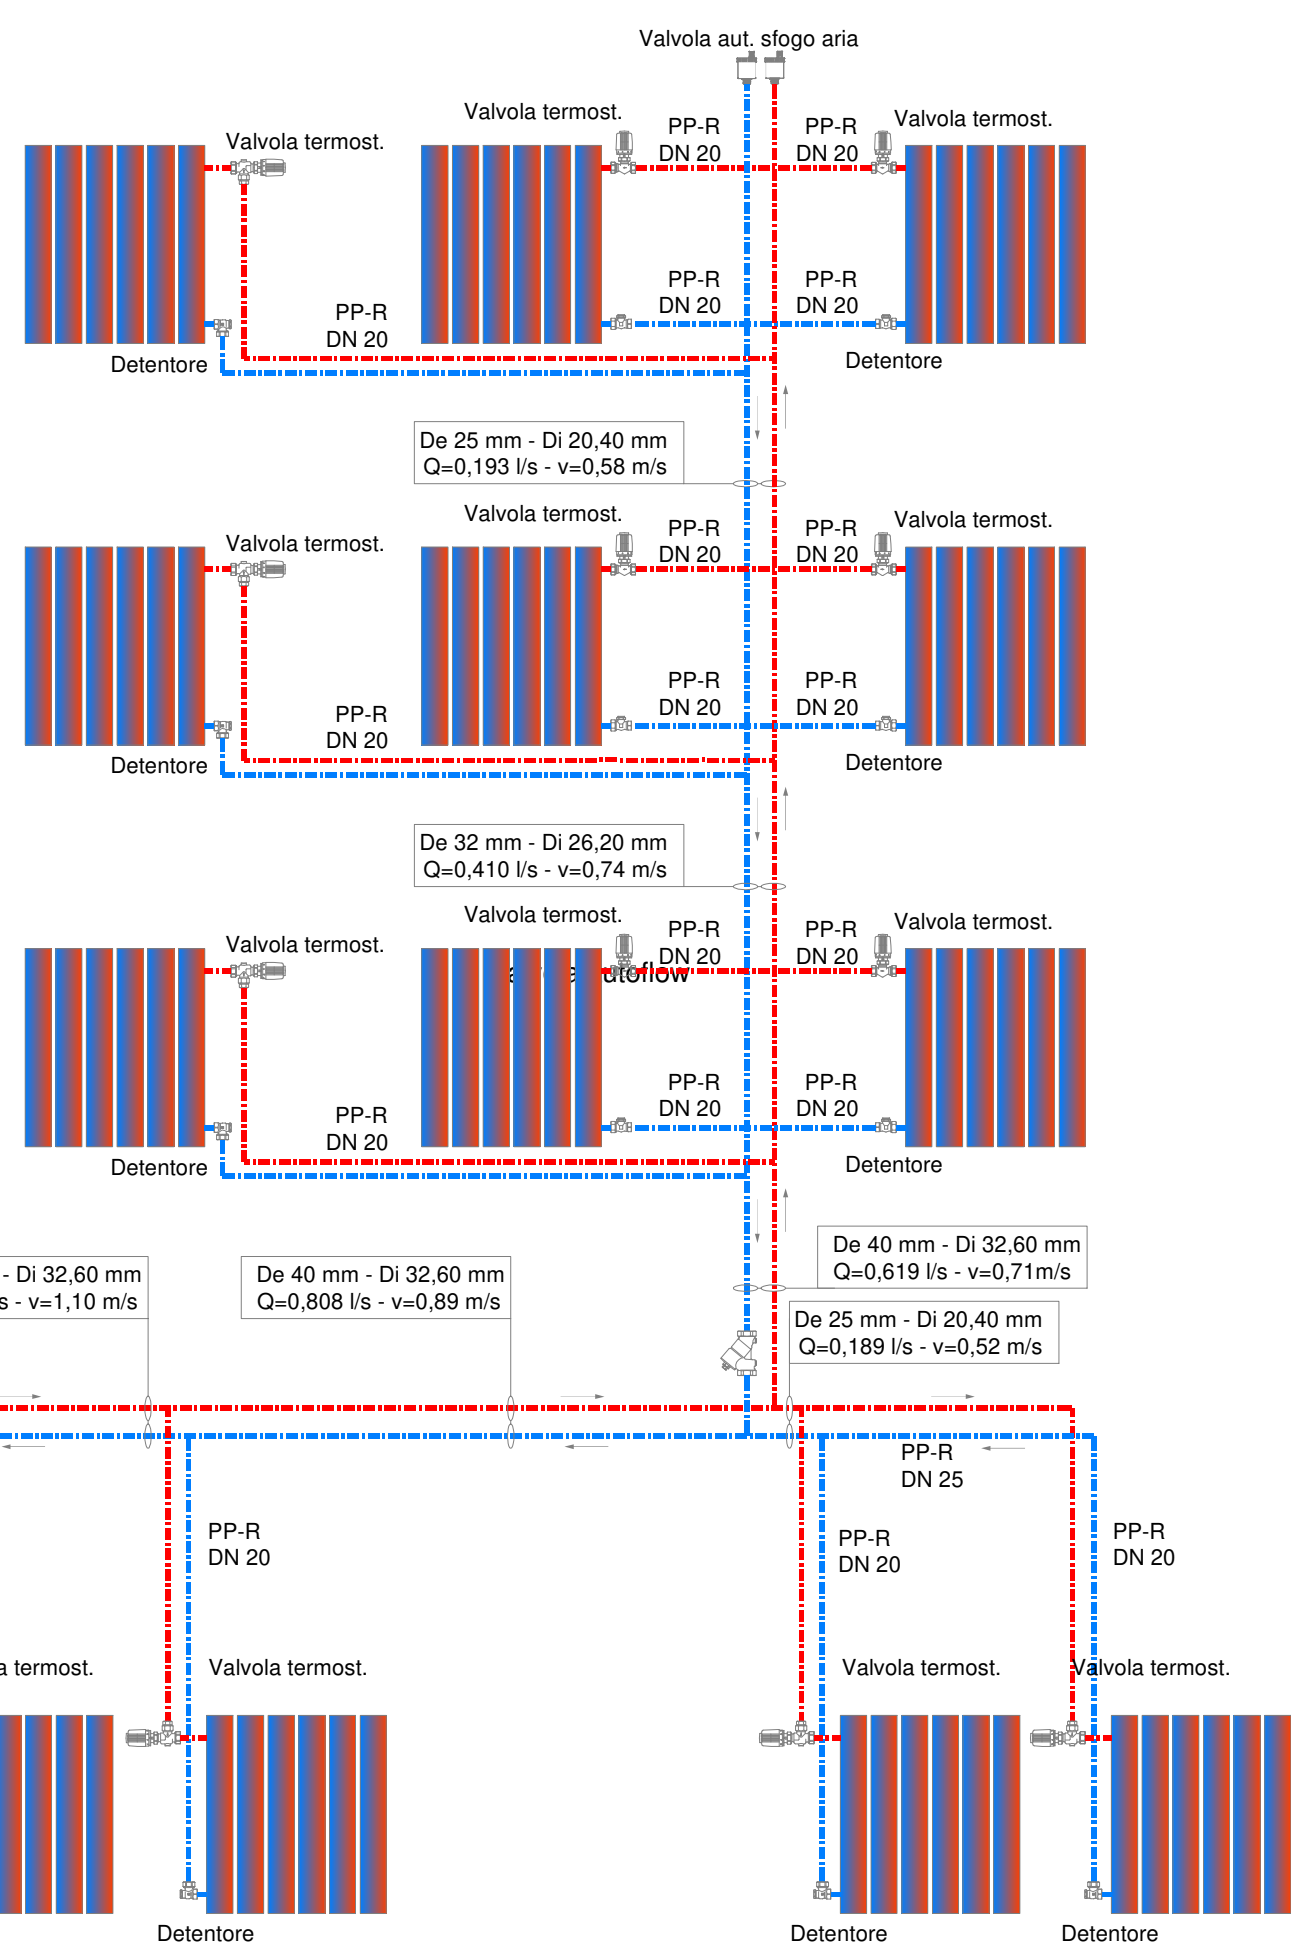 Valvola aut. sfogo aria
Valvola termost.
Valvola termost.
PP-R
DN 20
PP-R
DN 20
Valvola termost.
PP-R
DN 20
PP-R
DN 20
PP-R
DN 20
Detentore
Detentore
De 25 mm - Di 20,40 mm
Q=0,193 l/s - v=0,58 m/s
Valvola termost.
Valvola termost.
PP-R
DN 20
PP-R
DN 20
Valvola termost.
PP-R
DN 20
PP-R
DN 20
PP-R
DN 20
Detentore
Detentore
De 32 mm - Di 26,20 mm
Q=0,410 l/s - v=0,74 m/s
Valvola termost.
Valvola termost.
PP-R
DN 20
PP-R
DN 20
Valvola termost.
PP-R
DN 20
PP-R
DN 20
PP-R
DN 20
Detentore
Detentore
- Di 32,60 mm
s - v=1,10 m/s
De 40 mm - Di 32,60 mm
Q=0,808 l/s - v=0,89 m/s
De 40 mm - Di 32,60 mm
Q=0,619 l/s - v=0,71m/s
De 25 mm - Di 20,40 mm
Q=0,189 l/s - v=0,52 m/s
PP-R
DN 25
PP-R
DN 20
PP-R
DN 20
PP-R
DN 20
a termost.
Valvola termost.
Valvola termost.
Valvola termost.
Detentore
Detentore
Detentore